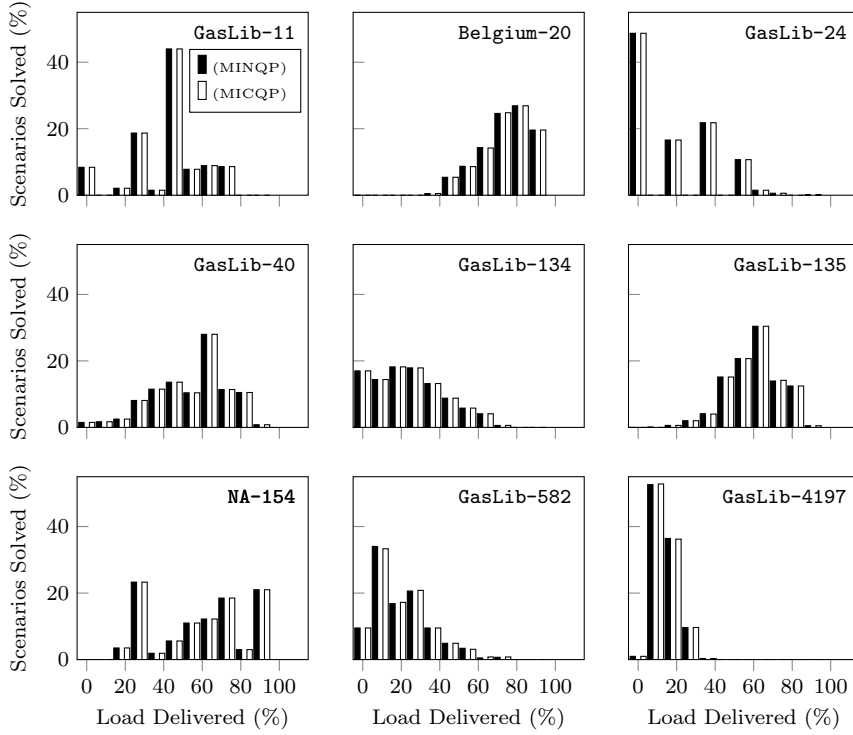 GasLib-11
Belgium-20
GasLib-24
Scenarios Solved (%)
40
20
0
(MINQP)
(MICQP)
GasLib-40
GasLib-134
GasLib-135
Scenarios Solved (%)
40
20
0
NA-154
GasLib-582
GasLib-4197
Scenarios Solved (%)
40
20
0
0 20 40 60 80 100
0 20 40 60 80 100
0 20 40 60 80 100
Load Delivered (%)
Load Delivered (%)
Load Delivered (%)